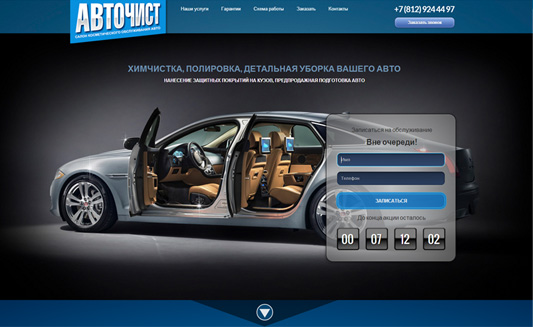 АВТОЧИСТ
САЛОН КОСМЕТИЧЕСКОГО ОБСЛУЖИВАНИЯ АВТО
Наши услуги Гарантии Схема работы Заказать Контакты
+7 (812) 924 44 97
Заказать звонок
ХИМЧИСТКА, ПОЛИРОВКА, ДЕТАЛЬНАЯ УБОРКА ВАШЕГО АВТО
НАНЕСЕНИЕ ЗАЩИТНЫХ ПОКРЫТИЙ НА КУЗОВ, ПРЕДПРОДАЖНАЯ ПОДГОТОВКА АВТО
Записаться на обслуживание
Вне очереди!
Имя
Телефон
ЗАПИСАТЬСЯ
До конца акции осталось
00 07 12 02